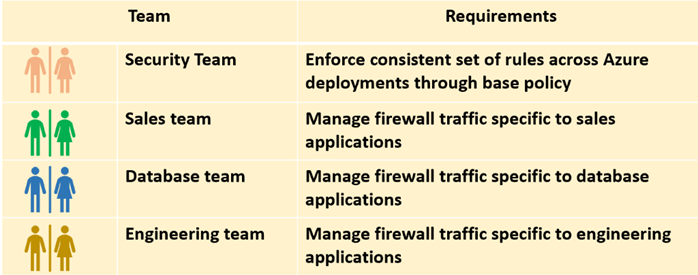 Team Requirements
Security Team Enforce consistent set of rules across Azure
deployments through base policy
Sales team Manage firewall traffic specific to sales
applications
Database team Manage firewall traffic specific to database
applications
Engineering team Manage firewall traffic specific to engineering
applications